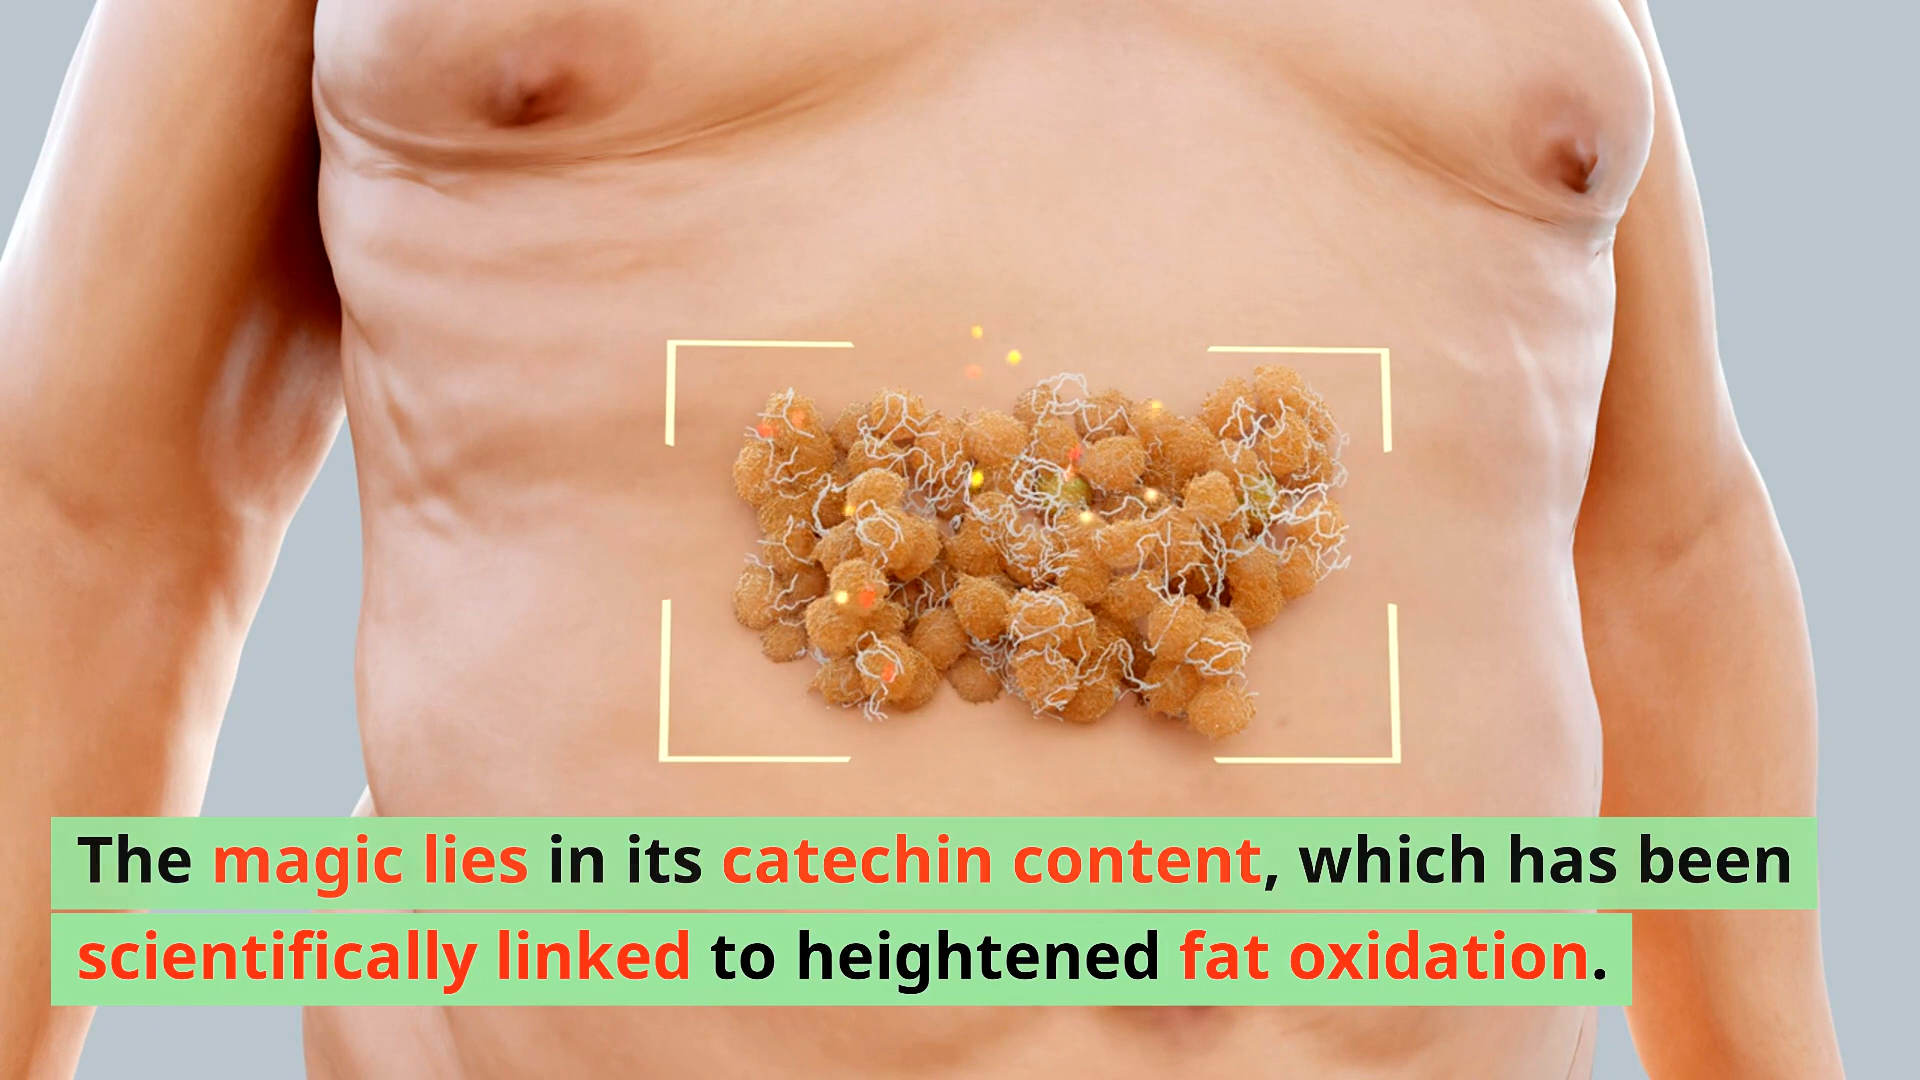 The magic lies in its catechin content, which has been
scientifically linked to heightened fat oxidation.